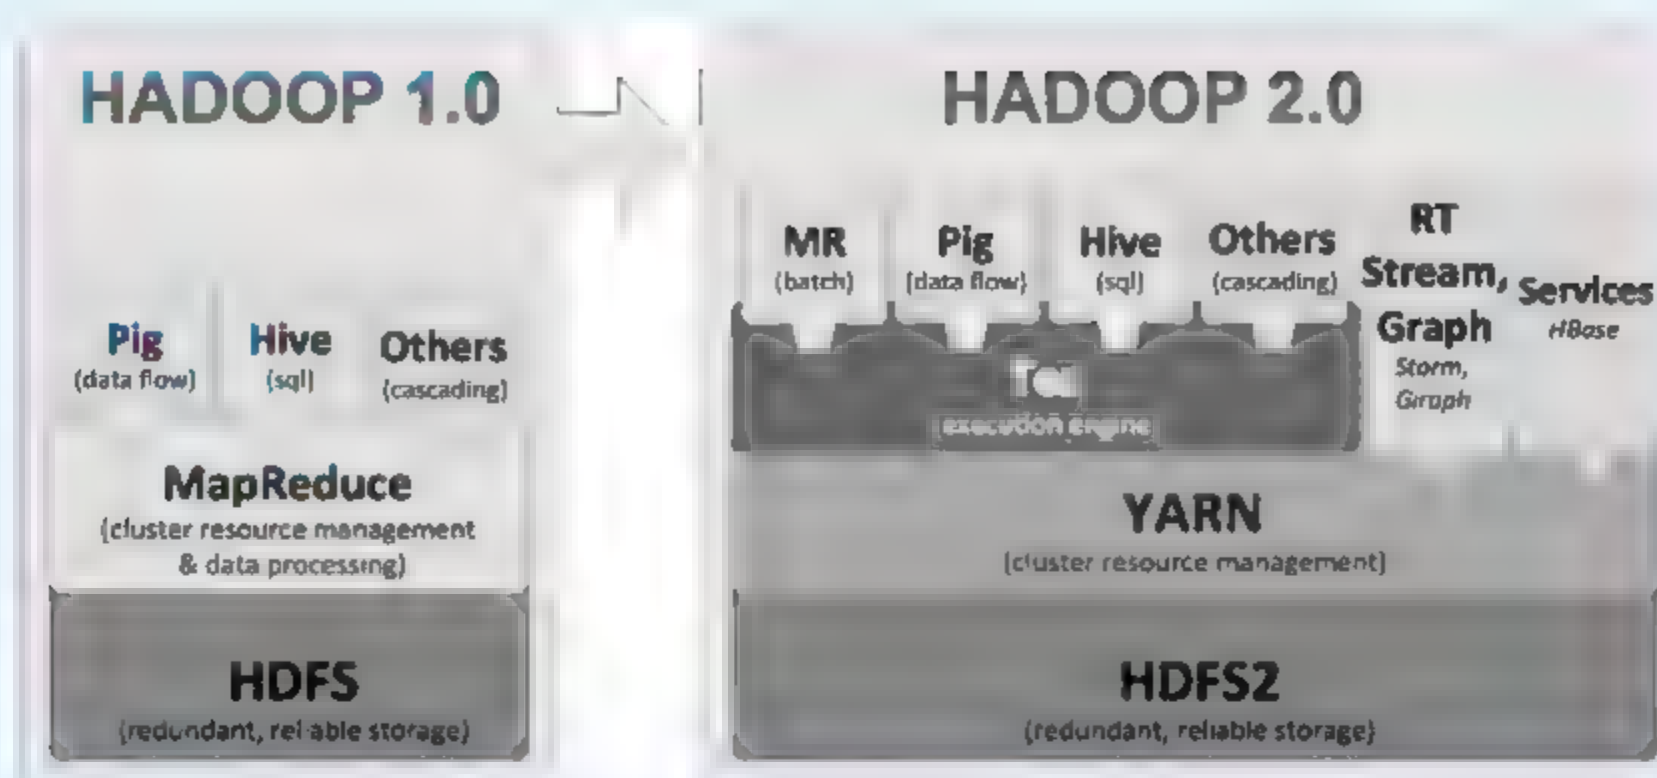 HADOOP 1.0
Pig
(data flow)
Hive
(sql)
Others
(cascading)
MapReduce
(cluster resource management
& data processing)
HDFS
(redundant, reliable storage)
HADOOP 2.0
MR
(batch)
Pig
(data flow)
Hive
(sql)
Others
(cascading)
RT
Stream,
Graph
Storm,
Giraph
Services
HBase
execution engine
YARN
(cluster resource management)
HDFS2
(redundant, reliable storage)